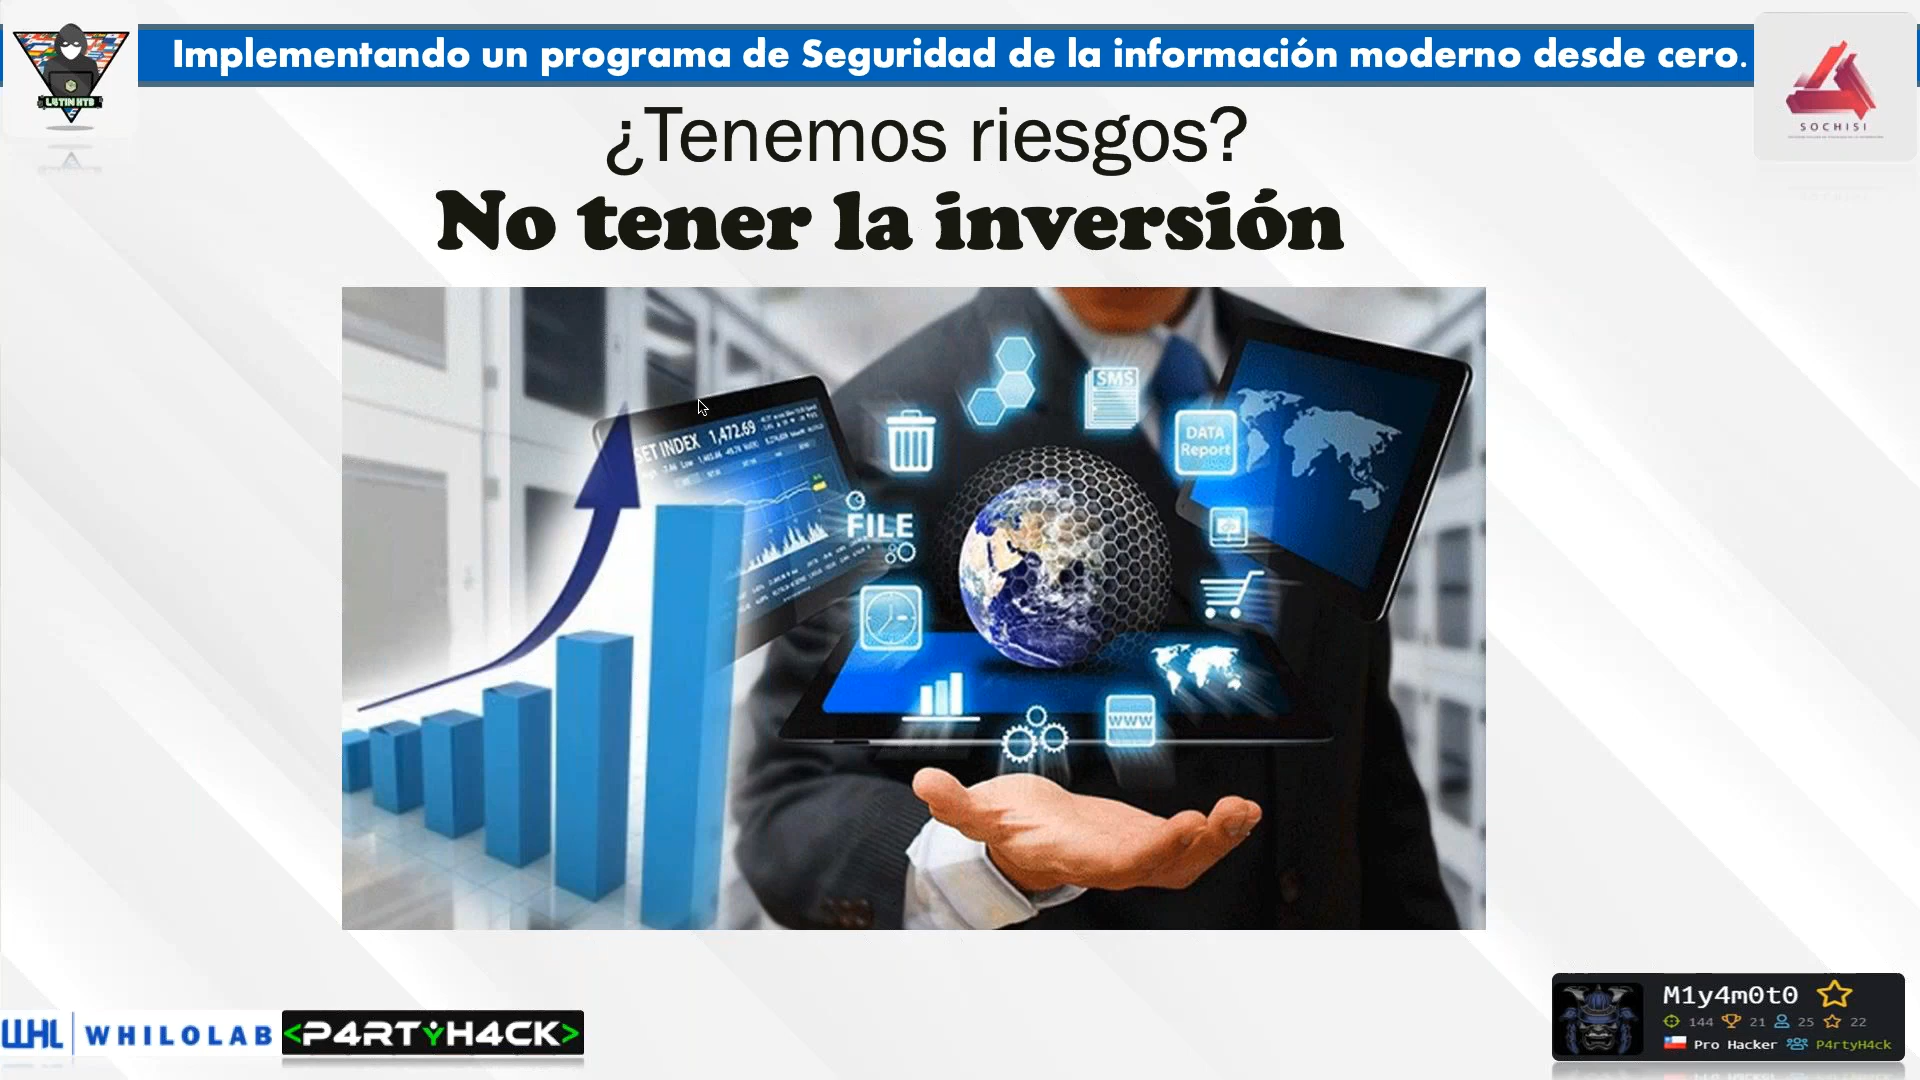 Implementando un programa de Seguridad de la información moderno desde cero.
L4TIN HTB
SOCHISI
¿Tenemos riesgos?
No tener la inversión
SET INDEX 1,472.69
SMS
DATA
Report
FILE
WWW
WHL WHILOLAB
<P4RTYH4CK>
M1y4m0t0
144 21 25 22
Pro Hacker P4rtyH4ck